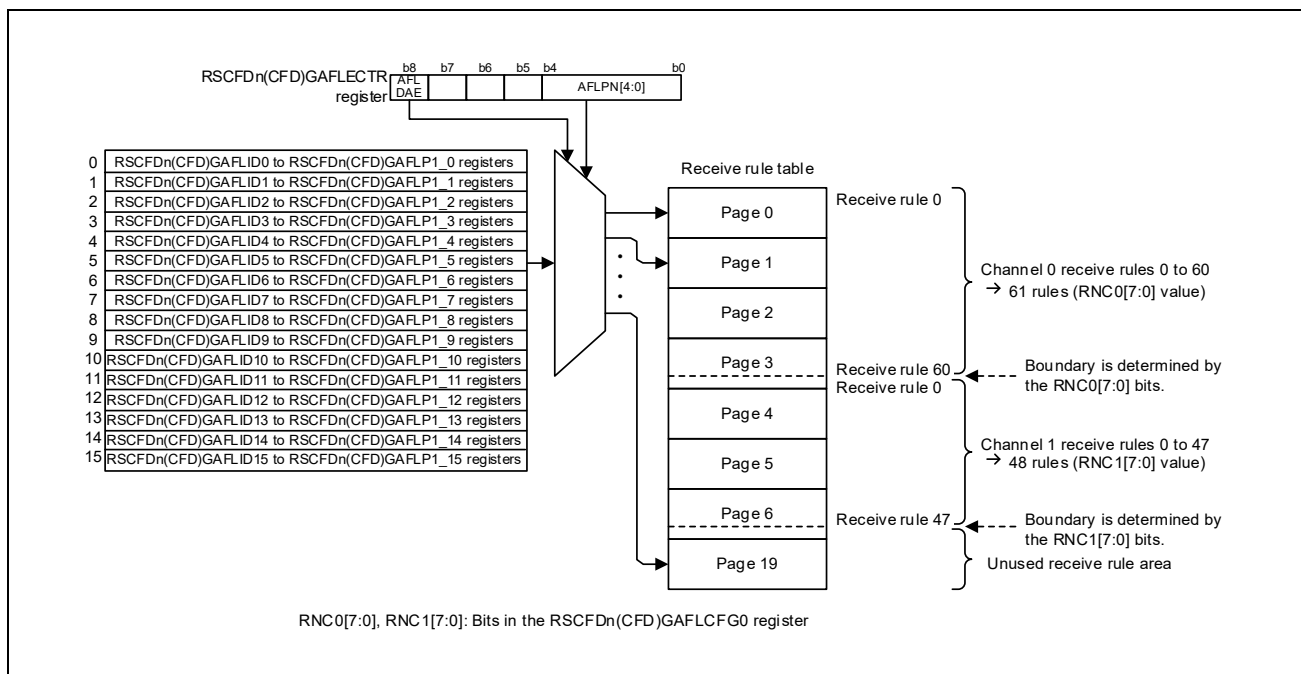 b8 b7 b6 b5 b4 b0
RSCFDn(CFD)GAFLECTR
register
AFL
DAE
AFLPN[4:0]
0 RSCFDn(CFD)GAFLID0 to RSCFDn(CFD)GAFLP1_0 registers
1 RSCFDn(CFD)GAFLID1 to RSCFDn(CFD)GAFLP1_1 registers
2 RSCFDn(CFD)GAFLID2 to RSCFDn(CFD)GAFLP1_2 registers
3 RSCFDn(CFD)GAFLID3 to RSCFDn(CFD)GAFLP1_3 registers
4 RSCFDn(CFD)GAFLID4 to RSCFDn(CFD)GAFLP1_4 registers
5 RSCFDn(CFD)GAFLID5 to RSCFDn(CFD)GAFLP1_5 registers
6 RSCFDn(CFD)GAFLID6 to RSCFDn(CFD)GAFLP1_6 registers
7 RSCFDn(CFD)GAFLID7 to RSCFDn(CFD)GAFLP1_7 registers
8 RSCFDn(CFD)GAFLID8 to RSCFDn(CFD)GAFLP1_8 registers
9 RSCFDn(CFD)GAFLID9 to RSCFDn(CFD)GAFLP1_9 registers
10 RSCFDn(CFD)GAFLID10 to RSCFDn(CFD)GAFLP1_10 registers
11 RSCFDn(CFD)GAFLID11 to RSCFDn(CFD)GAFLP1_11 registers
12 RSCFDn(CFD)GAFLID12 to RSCFDn(CFD)GAFLP1_12 registers
13 RSCFDn(CFD)GAFLID13 to RSCFDn(CFD)GAFLP1_13 registers
14 RSCFDn(CFD)GAFLID14 to RSCFDn(CFD)GAFLP1_14 registers
15 RSCFDn(CFD)GAFLID15 to RSCFDn(CFD)GAFLP1_15 registers
Receive rule table
Page 0
Page 1
Page 2
Page 3
Page 4
Page 5
Page 6
Page 19
Receive rule 0
Receive rule 60
Receive rule 0
Receive rule 47
Channel 0 receive rules 0 to 60
→ 61 rules (RNC0[7:0] value)
Boundary is determined by
the RNC0[7:0] bits.
Channel 1 receive rules 0 to 47
→ 48 rules (RNC1[7:0] value)
Boundary is determined by
the RNC1[7:0] bits.
Unused receive rule area
RNC0[7:0], RNC1[7:0]: Bits in the RSCFDn(CFD)GAFLCFG0 register